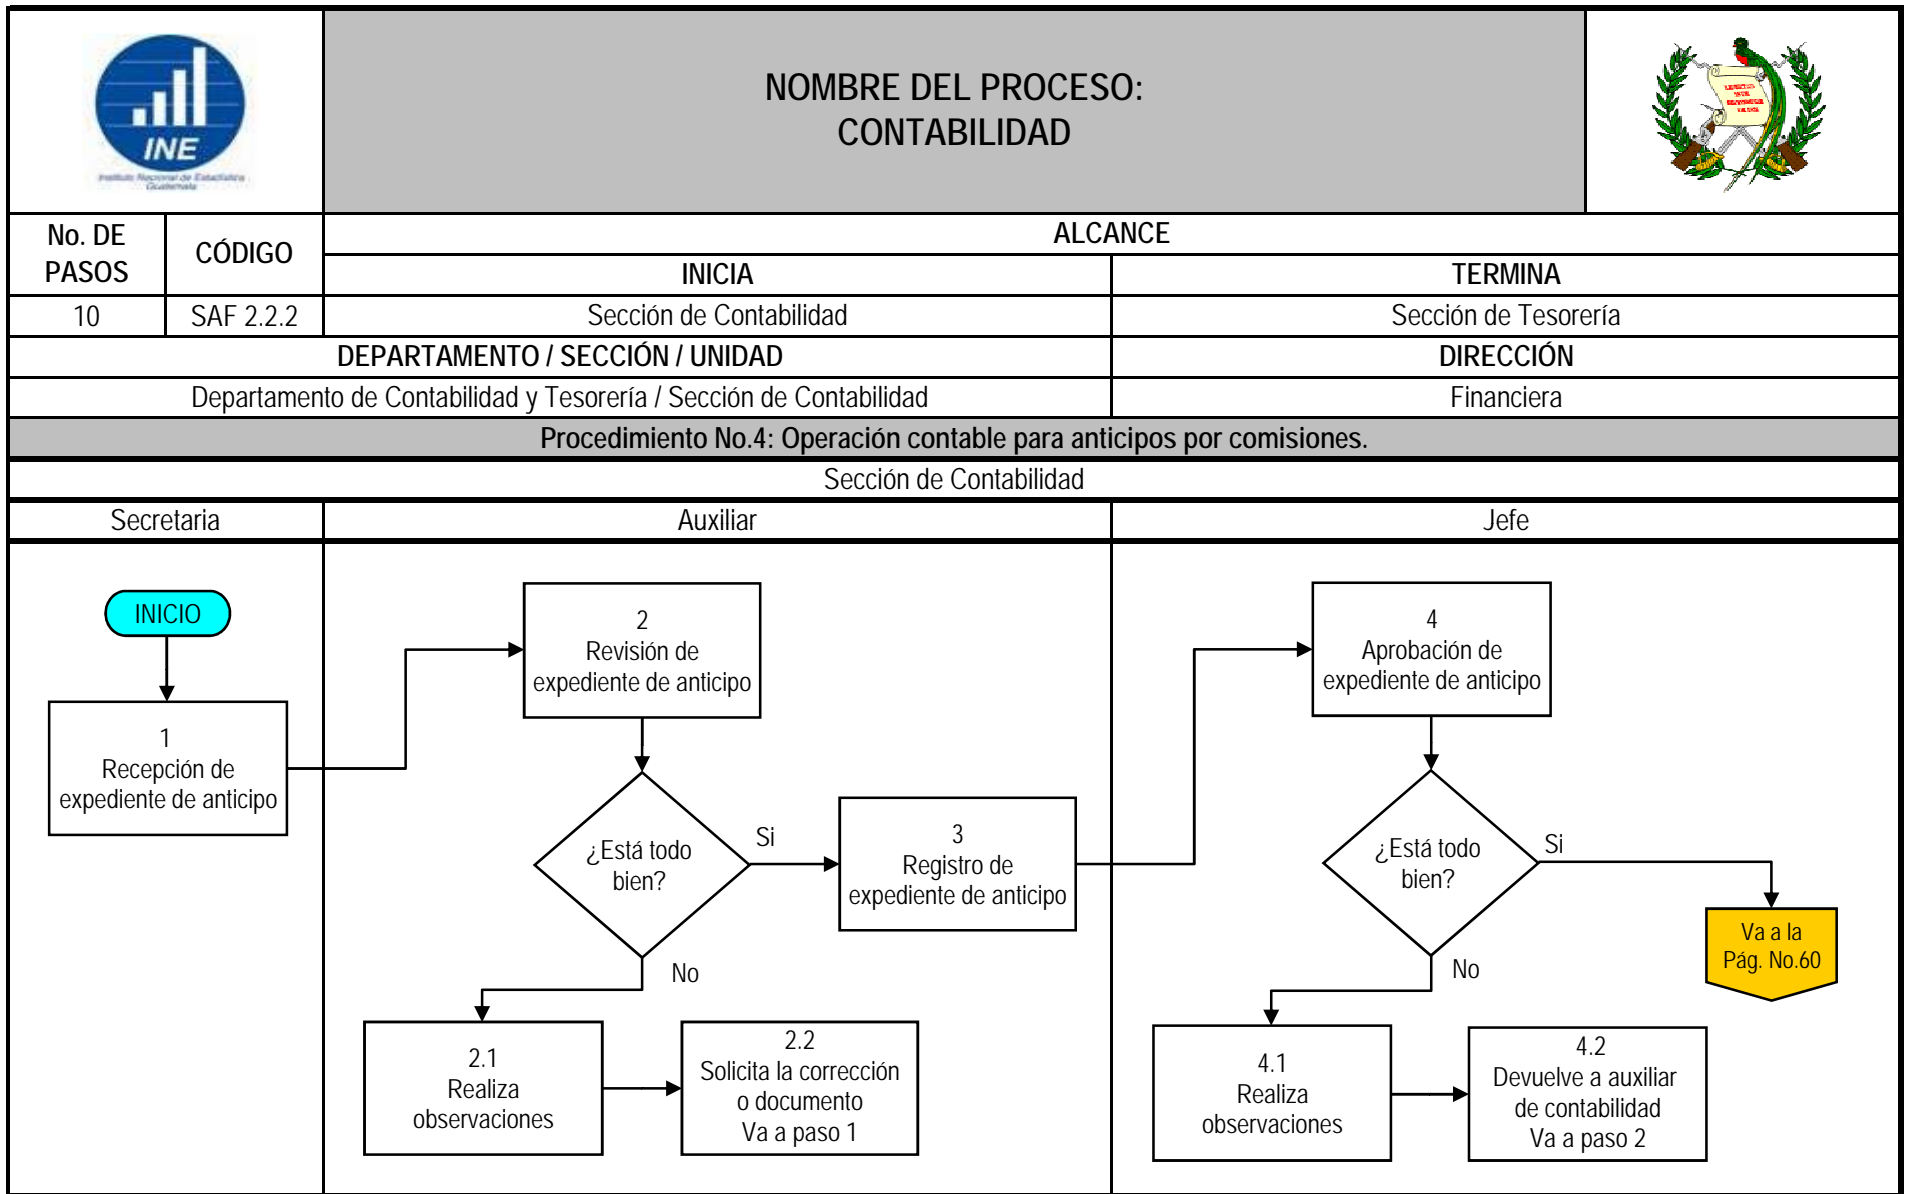 INE
Instituto Nacional de Estadística
Guatemala
NOMBRE DEL PROCESO:
CONTABILIDAD
No. DE
PASOS
CÓDIGO
ALCANCE
INICIA
TERMINA
10
SAF 2.2.2
Sección de Contabilidad
Sección de Tesorería
DEPARTAMENTO / SECCIÓN / UNIDAD
DIRECCIÓN
Departamento de Contabilidad y Tesorería / Sección de Contabilidad
Financiera
Procedimiento No.4: Operación contable para anticipos por comisiones.
Sección de Contabilidad
Secretaria
Auxiliar
Jefe
INICIO
1
Recepción de
expediente de anticipo
2
Revisión de
expediente de anticipo
¿Está todo
bien?
Si
No
3
Registro de
expediente de anticipo
2.1
Realiza
observaciones
2.2
Solicita la corrección
o documento
Va a paso 1
4
Aprobación de
expediente de anticipo
¿Está todo
bien?
Si
No
Va a la
Pág. No.60
4.1
Realiza
observaciones
4.2
Devuelve a auxiliar
de contabilidad
Va a paso 2